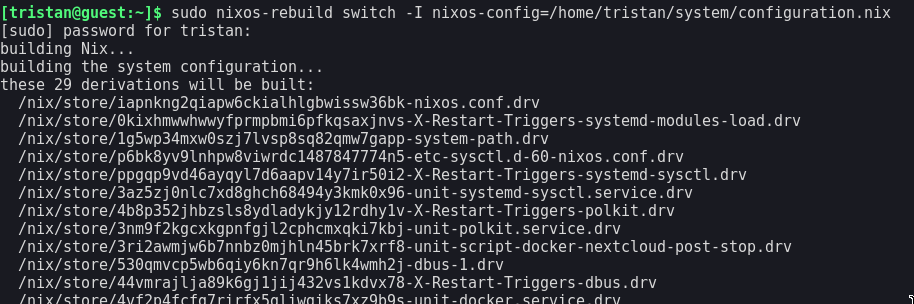 [tristan@guest:~]$ sudo nixos-rebuild switch -I nixos-config=/home/tristan/system/configuration.nix
[sudo] password for tristan:
building Nix...
building the system configuration...
these 29 derivations will be built:
  /nix/store/iapnkng2qiapw6ckialhlgbwissw36bk-nixos.conf.drv
  /nix/store/0kixhmwwhwwyfprmpbmi6pfkqsaxjnvs-X-Restart-Triggers-systemd-modules-load.drv
  /nix/store/1g5wp34mxw0szj7lvsp8sq82qmw7gapp-system-path.drv
  /nix/store/p6bk8yv9lnhpw8viwrdc1487847774n5-etc-sysctl.d-60-nixos.conf.drv
  /nix/store/ppgqp9vd46ayqyl7d6aapv14y7ir50i2-X-Restart-Triggers-systemd-sysctl.drv
  /nix/store/3az5zj0nlc7xd8ghch68494y3kmk0x96-unit-systemd-sysctl.service.drv
  /nix/store/4b8p352jhbzsls8ydladykjy12rdhy1v-X-Restart-Triggers-polkit.drv
  /nix/store/3nm9f2kgcxkgpnfgjl2cphcmxqki7kbj-unit-polkit.service.drv
  /nix/store/3ri2awmjw6b7nnbz0mjhln45brk7xrf8-unit-script-docker-nextcloud-post-stop.drv
  /nix/store/530qmvcp5wb6qiy6kn7qr9h6lk4wmh2j-dbus-1.drv
  /nix/store/44vmrajlja89k6gj1jij432vs1kdvx78-X-Restart-Triggers-dbus.drv